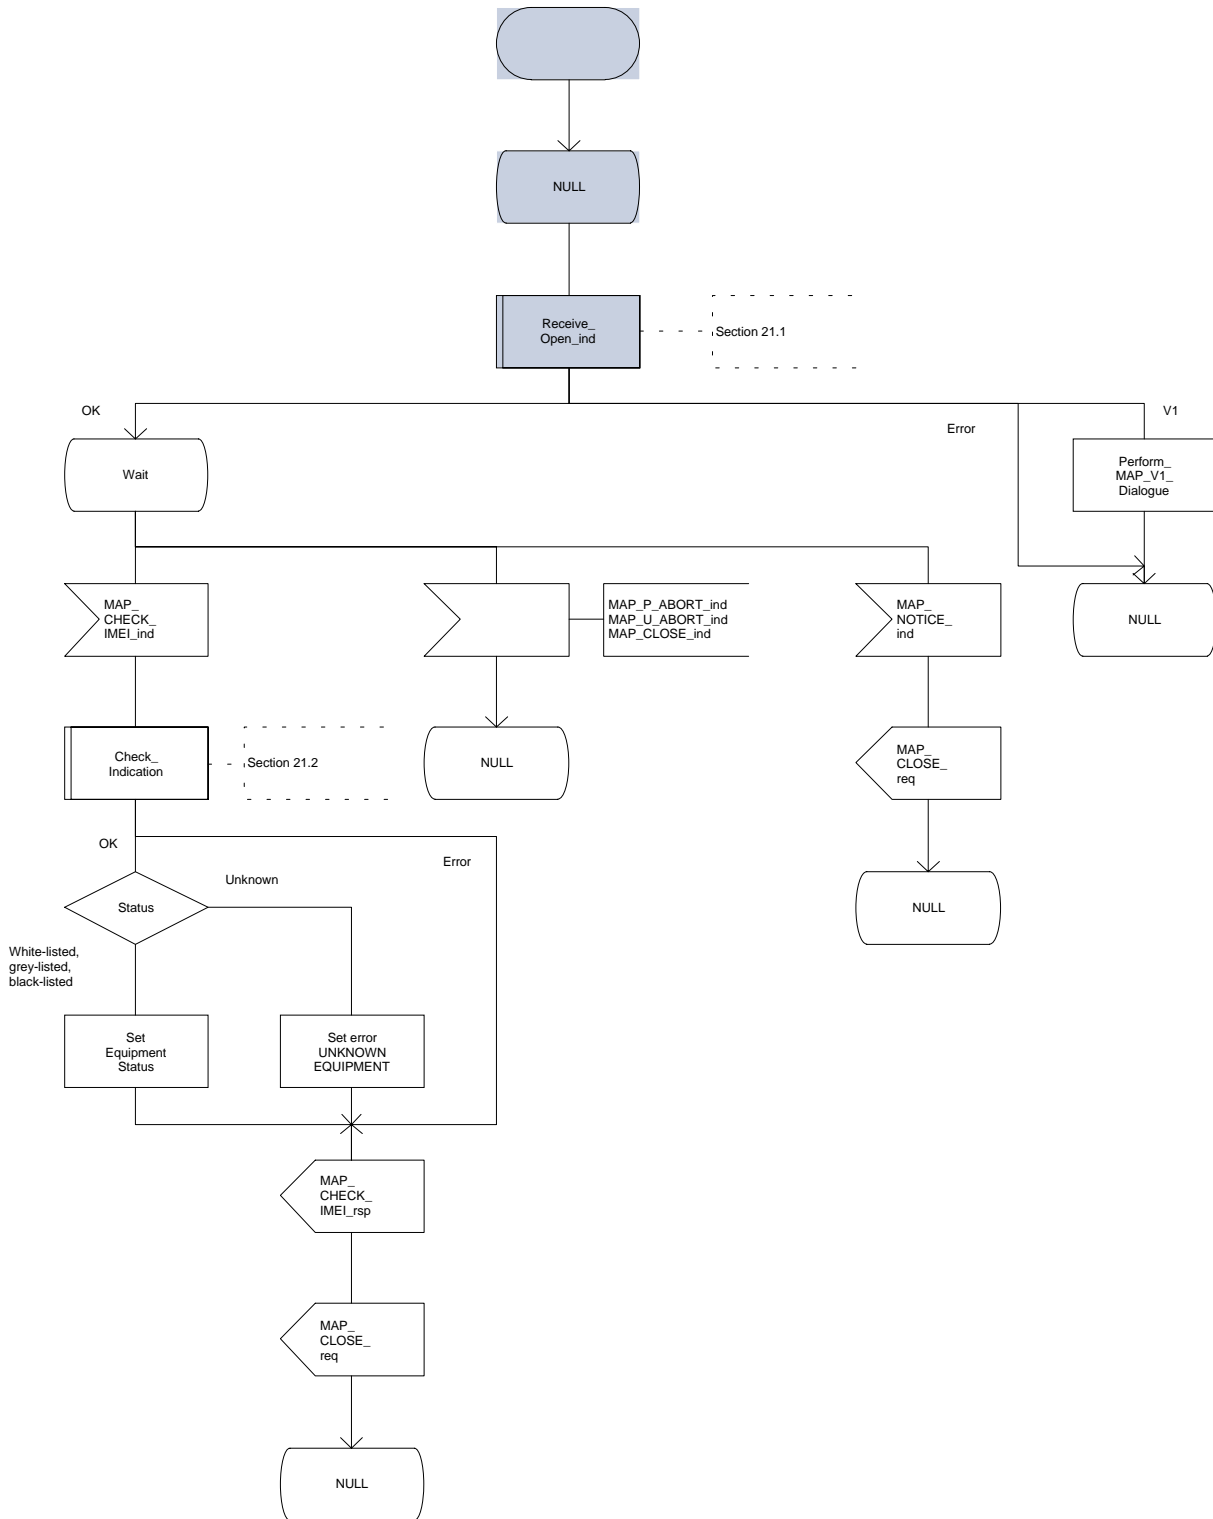 NULL
Receive_
Open_ind
Section 21.1
OK
Error
V1
Wait
Perform_
MAP_V1_
Dialogue
MAP_
CHECK_
IMEI_ind
MAP_P_ABORT_ind
MAP_U_ABORT_ind
MAP_CLOSE_ind
MAP_
NOTICE_
ind
NULL
Check_
Indication
Section 21.2
NULL
MAP_
CLOSE_
req
OK
Error
Unknown
Status
NULL
White-listed,
grey-listed,
black-listed
Set
Equipment
Status
Set error
UNKNOWN
EQUIPMENT
MAP_
CHECK_
IMEI_rsp
MAP_
CLOSE_
req
NULL